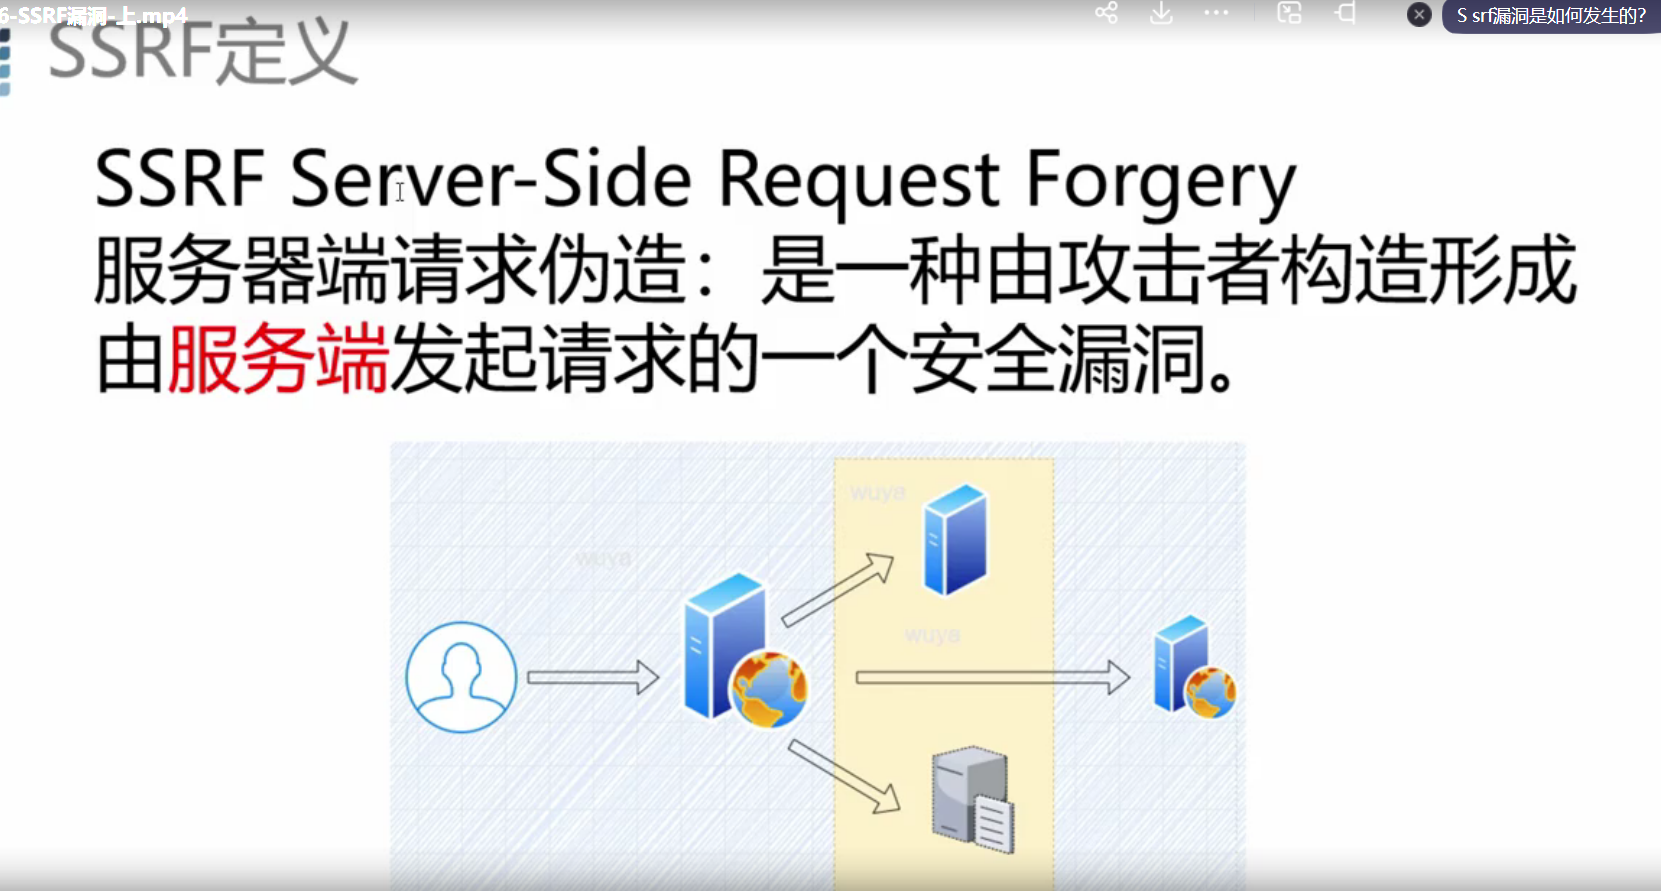 6-SSRF漏洞-上.mp4
S srf漏洞是如何发生的?
SSRF定义
SSRF Server-Side Request Forgery
服务器端请求伪造：是一种由攻击者构造形成
由服务端发起请求的一个安全漏洞。
wuya
wuya
wuya